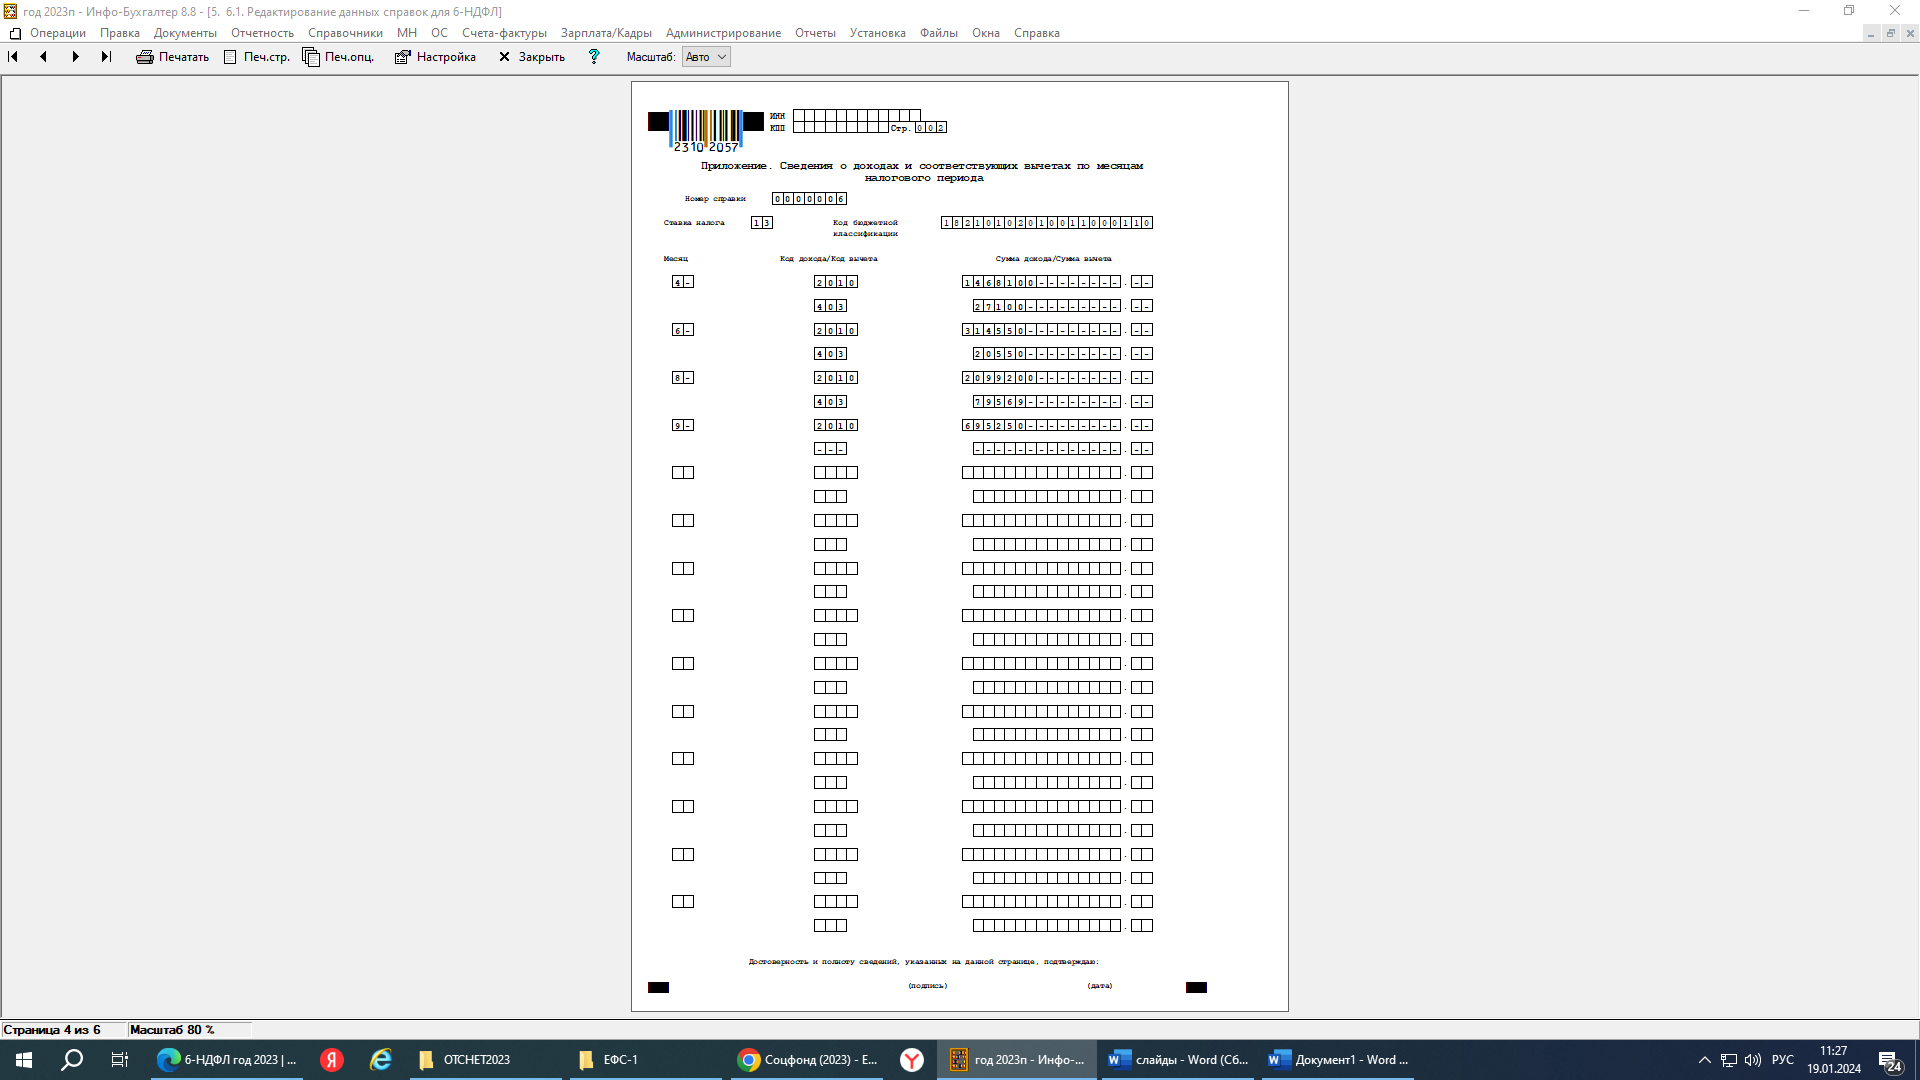 год 2023п - Инфо-Бухгалтер 8.8 - [5. 6.1. Редактирование данных справок для 6-НДФЛ]
Операции Правка Документы Отчетность Справочники МН ОС Счета-фактуры Зарплата/Кадры Администрирование Отчеты Установка Файлы Окна Справка
Печатать Печ.стр. Печ.опц. Настройка Закрыть ? Масштаб: Авто
ИНН
КПП Стр. 002
2310 2057
Приложение. Сведения о доходах и соответствующих вычетах по месяцам
налогового периода
Номер справки 0000006
Ставка налога 13 Код бюджетной 18210102010011000110
классификации
Месяц Код дохода/Код вычета Сумма дохода/Сумма вычета
4- 2010 1468100--------.--
403 27100---------.--
6- 2010 314550---------.--
403 20550---------.--
8- 2010 2099200--------.--
403 79569---------.--
9- 2010 695250---------.--
--- --------------.--
Достоверность и полноту сведений, указанных на данной странице, подтверждаю:
(подпись) (дата)
Страница 4 из 6 Масштаб 80 %
6-НДФЛ год 2023 | ... Я ОТСНЕТ2023 ЕФС-1 Соцфонд (2023) - Е... год 2023п - Инфо-... слайды - Word (Сб... Документ1 - Word ... РУС 11:27
19.01.2024 24